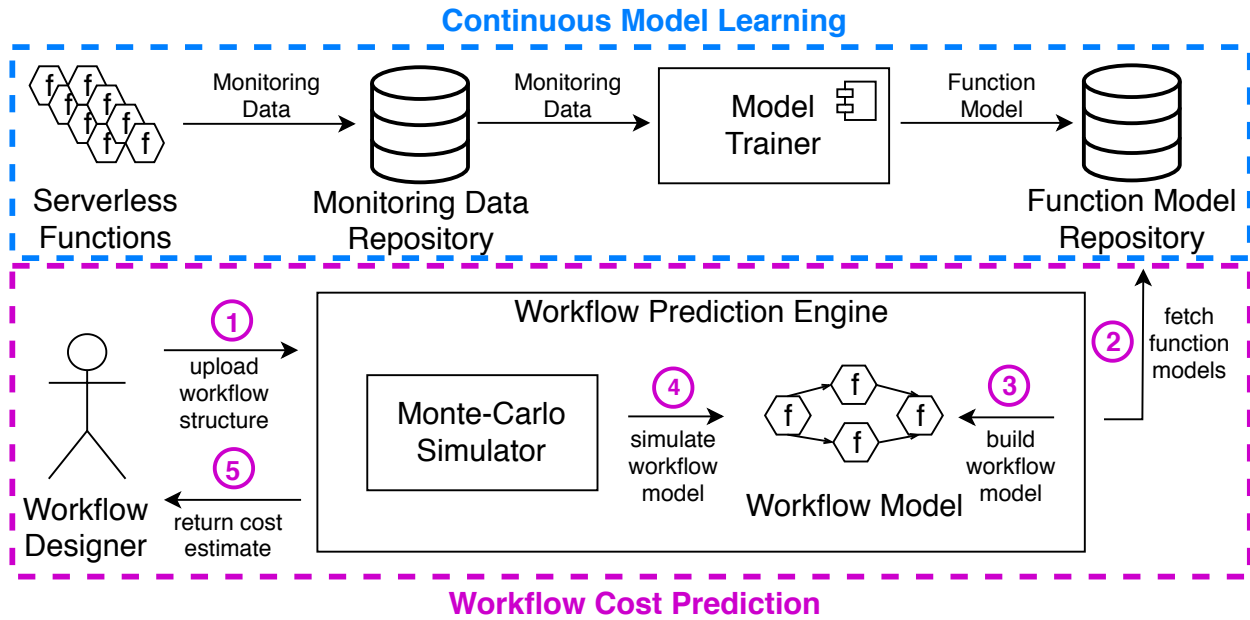 Continuous Model Learning
f f
f f
f f
f f
Serverless
Functions
Monitoring
Data
Monitoring Data
Repository
Monitoring
Data
Model
Trainer
Function
Model
Function Model
Repository
Workflow
Designer
1
upload
workflow
structure
5
return cost
estimate
Workflow Prediction Engine
Monte-Carlo
Simulator
4
simulate
workflow
model
f
f
f
f
Workflow Model
3
build
workflow
model
2
fetch
function
models
Workflow Cost Prediction